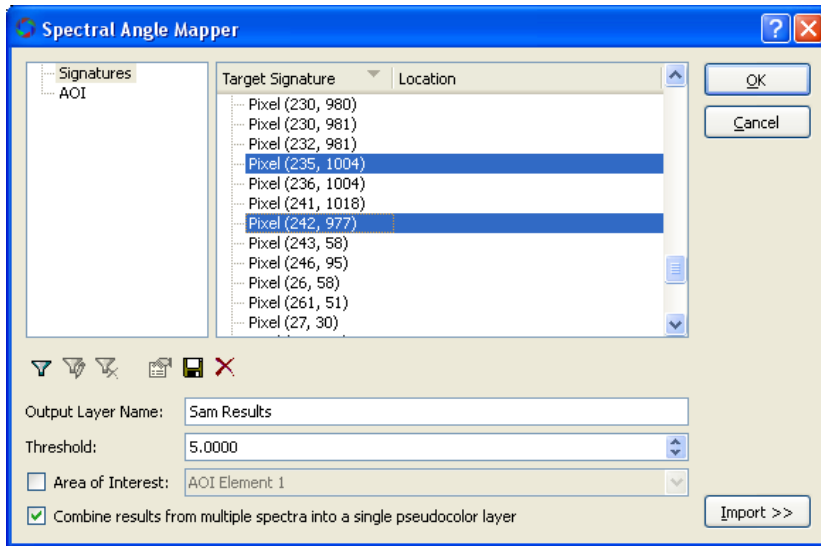 Spectral Angle Mapper
Signatures
AOI
Target Signature Location
Pixel (230, 980)
Pixel (230, 981)
Pixel (232, 981)
Pixel (235, 1004)
Pixel (236, 1004)
Pixel (241, 1018)
Pixel (242, 977)
Pixel (243, 58)
Pixel (246, 95)
Pixel (26, 58)
Pixel (261, 51)
Pixel (27, 30)
OK
Cancel
Output Layer Name: Sam Results
Threshold: 5.0000
Area of Interest: AOI Element 1
Combine results from multiple spectra into a single pseudocolor layer
Import >>